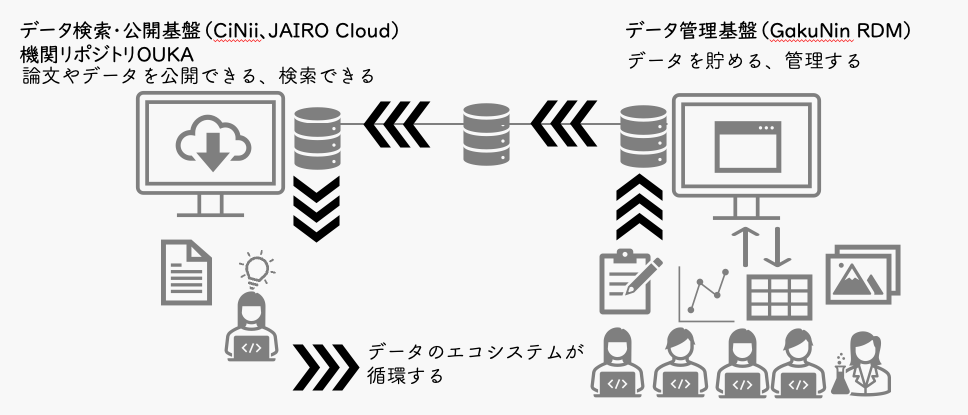 データ検索・公開基盤（CiNii、JAIRO Cloud）
機関リポジトリOUKA
論文やデータを公開できる、検索できる
データ管理基盤（GakuNin RDM）
データを貯める、管理する
</>
データのエコシステムが
循環する
</>
</>
</>
</>